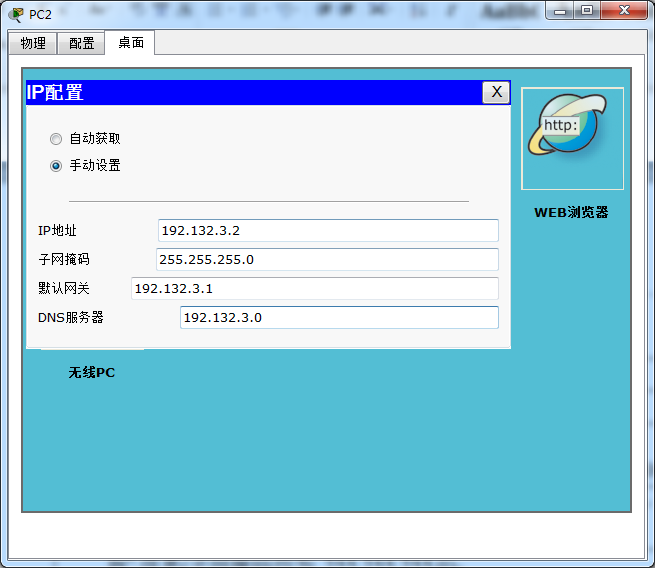 PC2
物理 配置 桌面
IP配置 X
自动获取
手动设置
http:
WEB浏览器
IP地址 192.132.3.2
子网掩码 255.255.255.0
默认网关 192.132.3.1
DNS服务器 192.132.3.0
无线PC